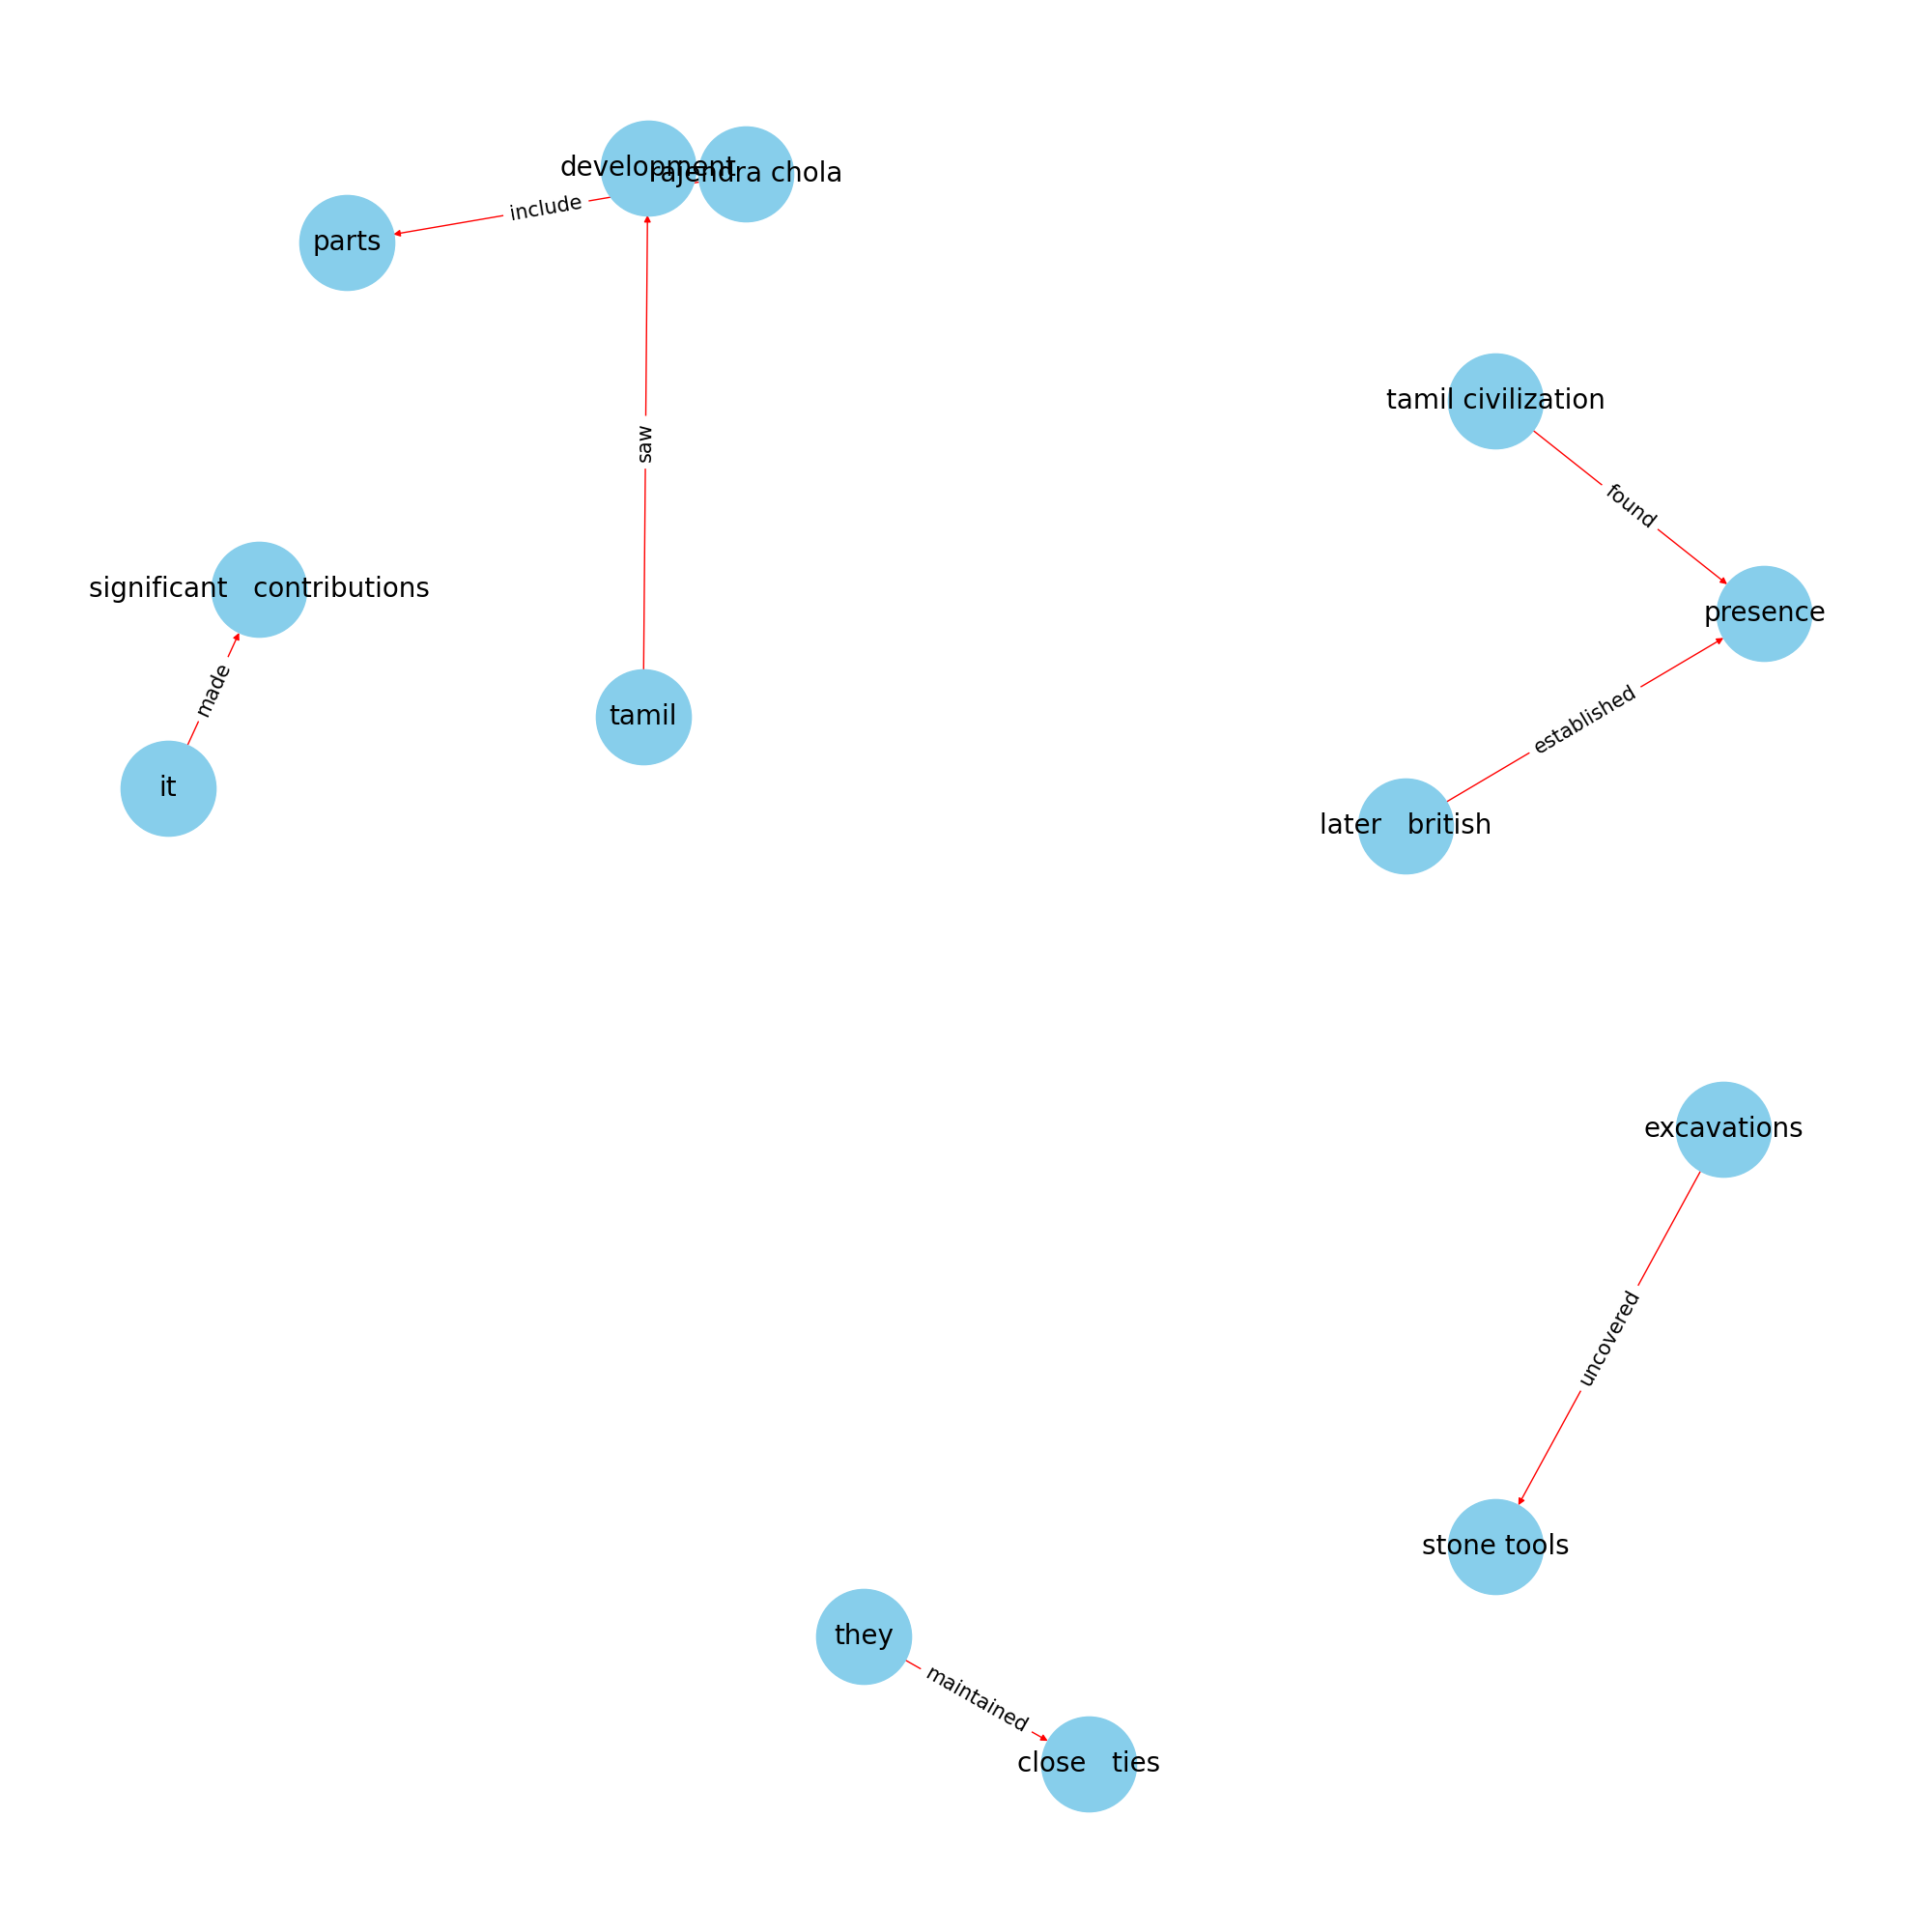 development
rajendra chola
include
parts
saw
tamil civilization
found
significant contributions
presence
made
established
tamil
it
later british
excavations
uncovered
stone tools
they
maintained
close ties